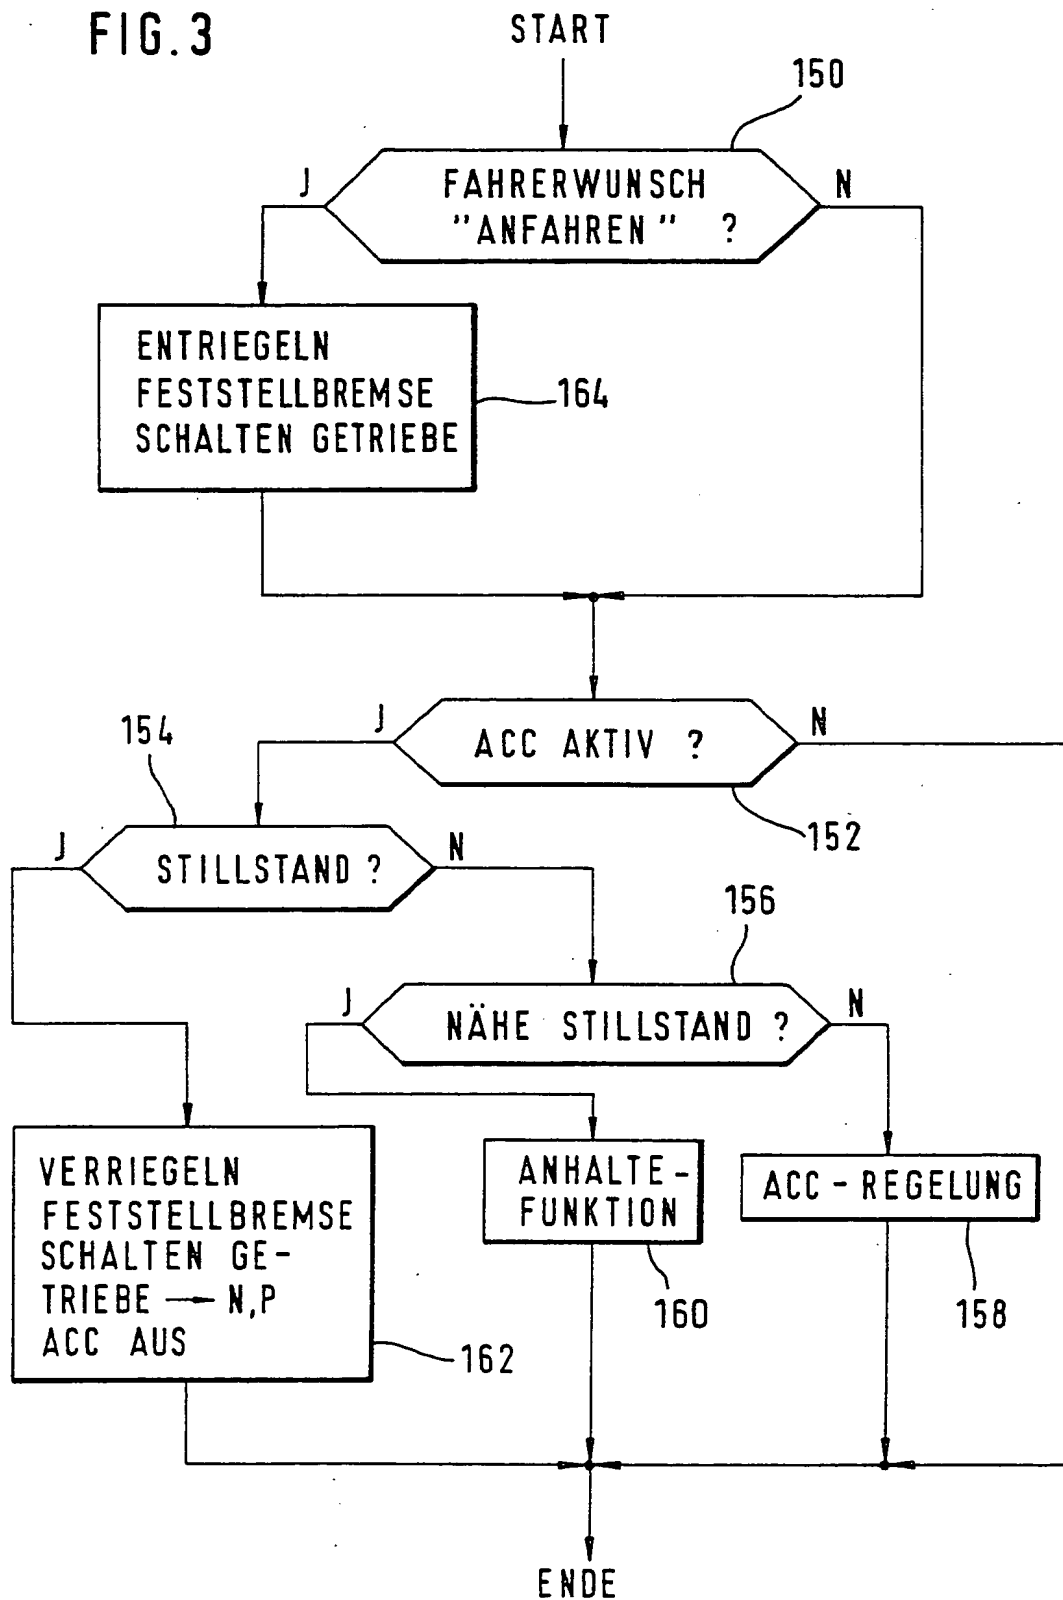 FIG.3
START
150
J
N
FAHRERWUNSCH
"ANFAHREN" ?
ENTRIEGELN
FESTSTELLBREMSE
SCHALTEN GETRIEBE
164
J
N
ACC AKTIV ?
152
154
J
N
STILLSTAND ?
156
J
N
NÄHE STILLSTAND ?
VERRIEGELN
FESTSTELLBREMSE
SCHALTEN GE-
TRIEBE → N,P
ACC AUS
162
ANHALTE-
FUNKTION
160
ACC-REGELUNG
158
ENDE